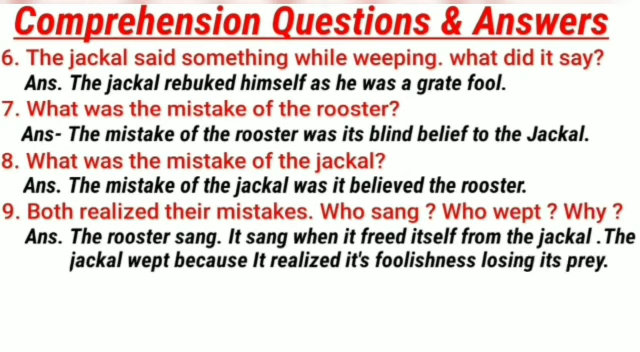 Comprehension Questions & Answers
6. The jackal said something while weeping. what did it say?
Ans. The jackal rebuked himself as he was a grate fool.
7. What was the mistake of the rooster?
Ans- The mistake of the rooster was its blind belief to the Jackal.
8. What was the mistake of the jackal?
Ans. The mistake of the jackal was it believed the rooster.
9. Both realized their mistakes. Who sang ? Who wept ? Why ?
Ans. The rooster sang. It sang when it freed itself from the jackal .The
jackal wept because It realized it's foolishness losing its prey.